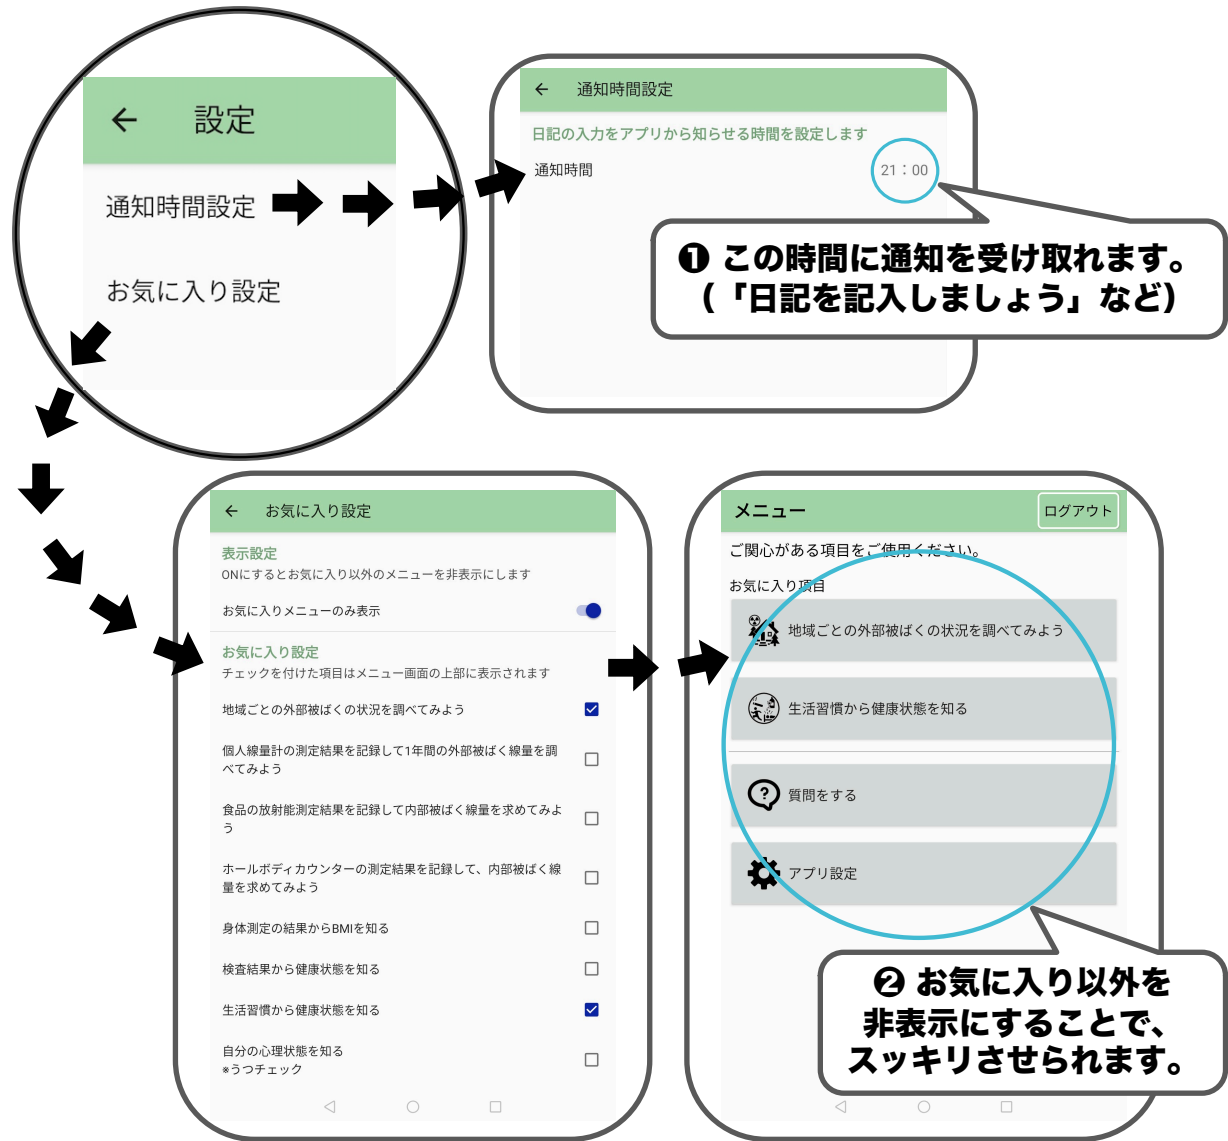 ← 設定
通知時間設定
お気に入り設定
← 通知時間設定
日記の入力をアプリから知らせる時間を設定します
通知時間
21：00
❶ この時間に通知を受け取れます。
（「日記を記入しましょう」など）
← お気に入り設定
表示設定
ONにするとお気に入り以外のメニューを非表示にします
お気に入りメニューのみ表示
お気に入り設定
チェックを付けた項目はメニュー画面の上部に表示されます
地域ごとの外部被ばくの状況を調べてみよう
個人線量計の測定結果を記録して1年間の外部被ばく線量を調
べてみよう
食品の放射能測定結果を記録して内部被ばく線量を求めてみよ
う
ホールボディカウンターの測定結果を記録して、内部被ばく線
量を求めてみよう
身体測定の結果からBMIを知る
検査結果から健康状態を知る
生活習慣から健康状態を知る
自分の心理状態を知る
※うつチェック
メニュー
ログアウト
ご関心がある項目をご使用ください。
お気に入り項目
地域ごとの外部被ばくの状況を調べてみよう
生活習慣から健康状態を知る
質問をする
アプリ設定
❷ お気に入り以外を
非表示にすることで、
スッキリさせられます。